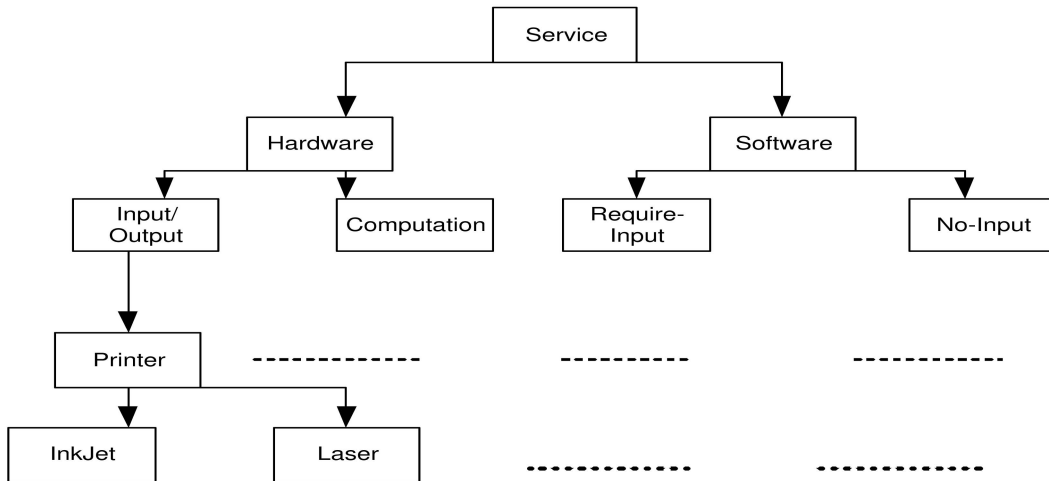 Service
Hardware
Software
Input/
Output
Computation
Require-
Input
No-Input
Printer
InkJet
Laser